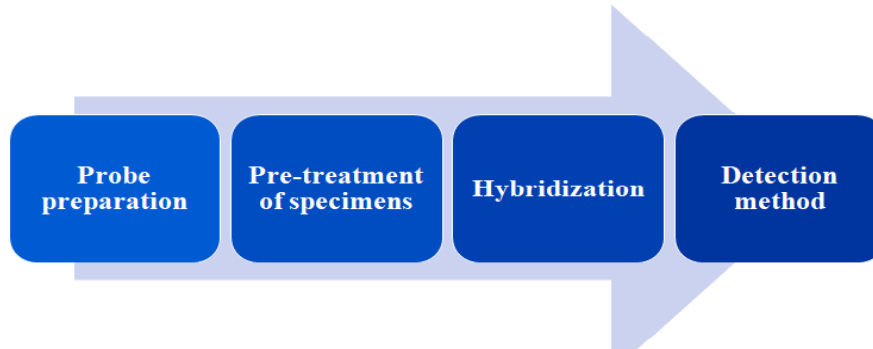 Probe
preparation
Pre-treatment
of specimens
Hybridization
Detection
method